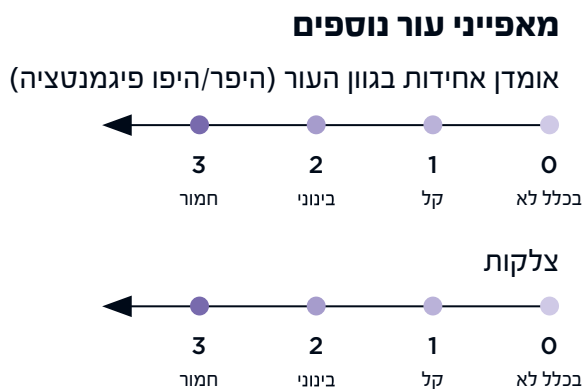 מאפייני עור נוספים
אומדן אחידות בגוון העור (היפר/היפו פיגמנטציה)
0 1 2 3
בכלל לא קל בינוני חמור
צלקות
0 1 2 3
בכלל לא קל בינוני חמור